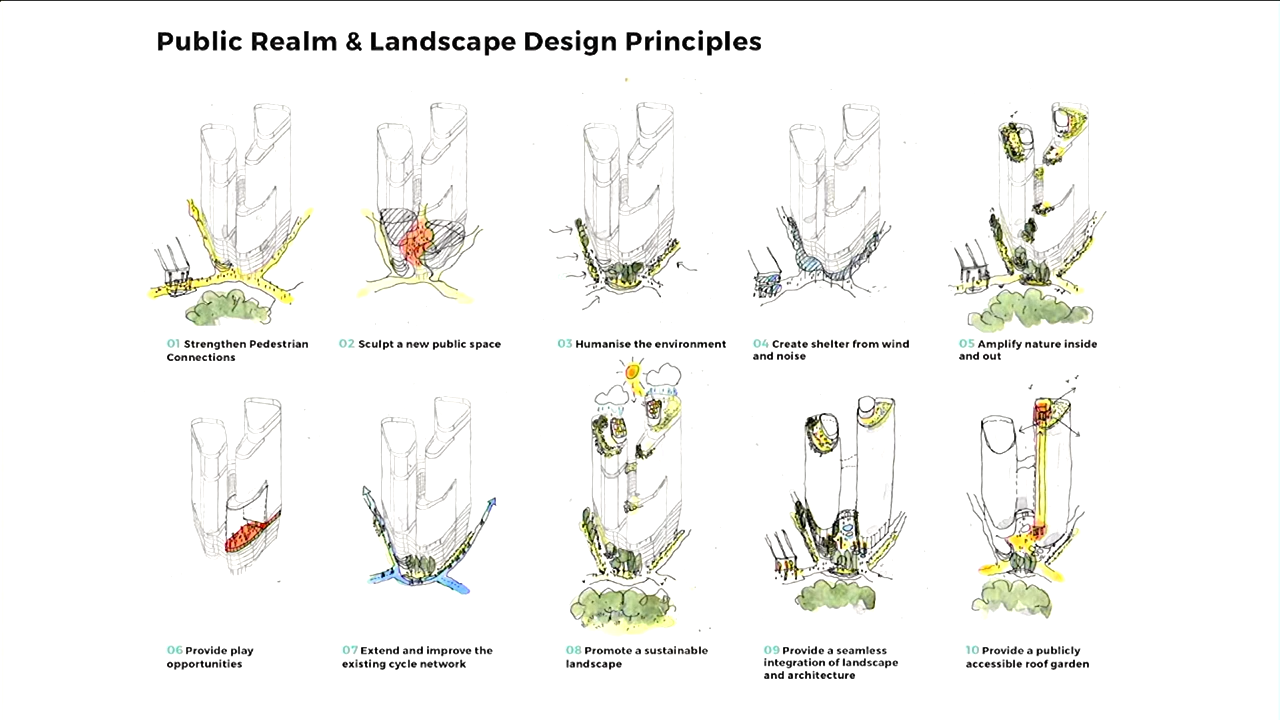 Public Realm & Landscape Design Principles
01 Strengthen Pedestrian
Connections
02 Sculpt a new public space
03 Humanise the environment
04 Create shelter from wind
and noise
05 Amplify nature inside
and out
06 Provide play
opportunities
07 Extend and improve the
existing cycle network
08 Promote a sustainable
landscape
09 Provide a seamless
integration of landscape
and architecture
10 Provide a publicly
accessible roof garden